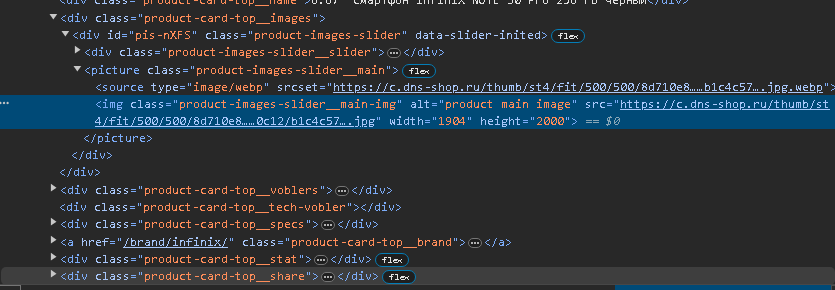 <div class="product-card-top__name">6.67" Смартфон Infinix NOTE 50 Pro 256 ГБ черный</div>
<div class="product-card-top__images">
<div id="pis-nXFS" class="product-images-slider" data-slider-inited> flex
<div class="product-images-slider__slider">⋯</div>
<picture class="product-images-slider__main"> flex
<source type="image/webp" srcset="https://c.dns-shop.ru/thumb/st4/fit/500/500/8d710e8……b1c4c57….jpg.webp">
… <img class="product-images-slider__main-img" alt="product main image" src="https://c.dns-shop.ru/thumb/st
4/fit/500/500/8d710e8……0c12/b1c4c57….jpg" width="1904" height="2000"> == $0
</picture>
</div>
</div>
<div class="product-card-top__voblers">⋯</div>
<div class="product-card-top__tech-vobler"></div>
<div class="product-card-top__specs">⋯</div>
<a href="/brand/infinix/" class="product-card-top__brand">⋯</a>
<div class="product-card-top__stat">⋯</div> flex
<div class="product-card-top__share">⋯</div> flex